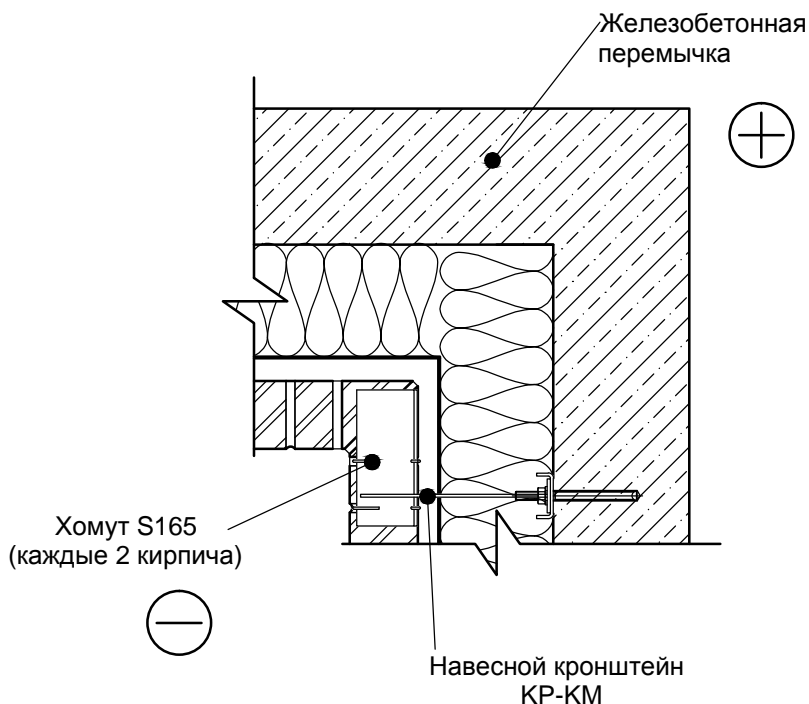 Железобетонная
перемычка
Хомут S165
(каждые 2 кирпича)
Навесной кронштейн
KP-KM